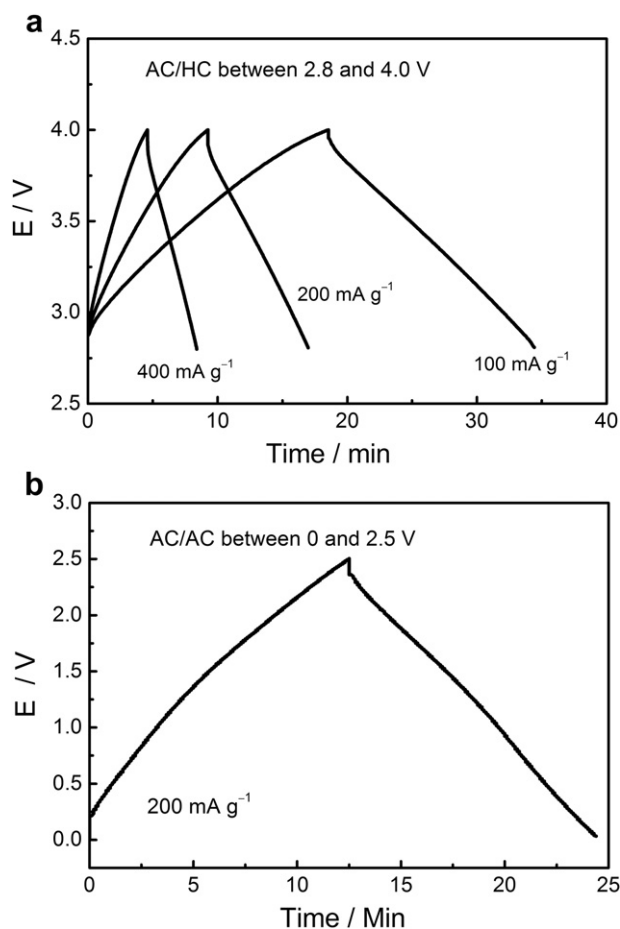 a
AC/HC between 2.8 and 4.0 V
4.5
4.0
3.5
3.0
2.5
E / V
200 mA g⁻¹
400 mA g⁻¹
100 mA g⁻¹
0 10 20 30 40
Time / min
b
AC/AC between 0 and 2.5 V
3.0
2.5
2.0
1.5
1.0
0.5
0.0
E / V
200 mA g⁻¹
0 5 10 15 20 25
Time / Min